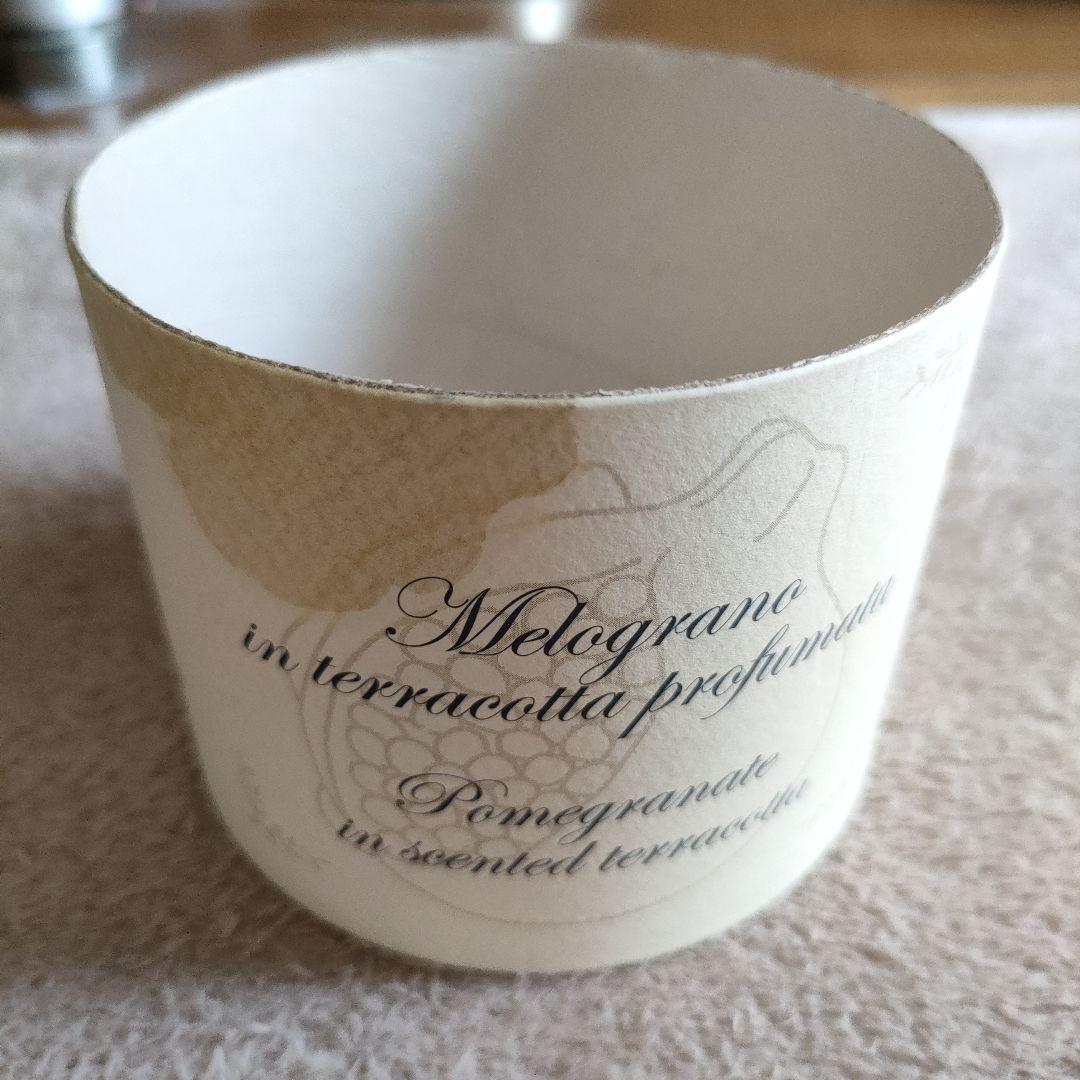 Melograno
in terracotta profumata
Pomegranate
in scented terracotta